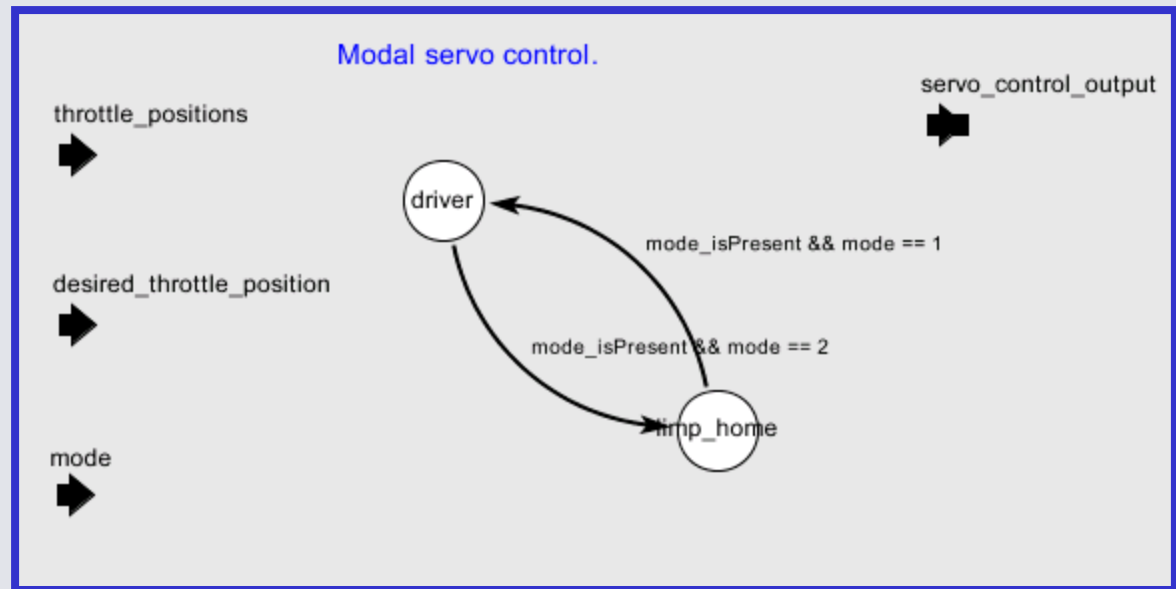 Modal servo control.
servo_control_output
throttle_positions
driver
mode_isPresent && mode == 1
desired_throttle_position
mode_isPresent && mode == 2
limp_home
mode